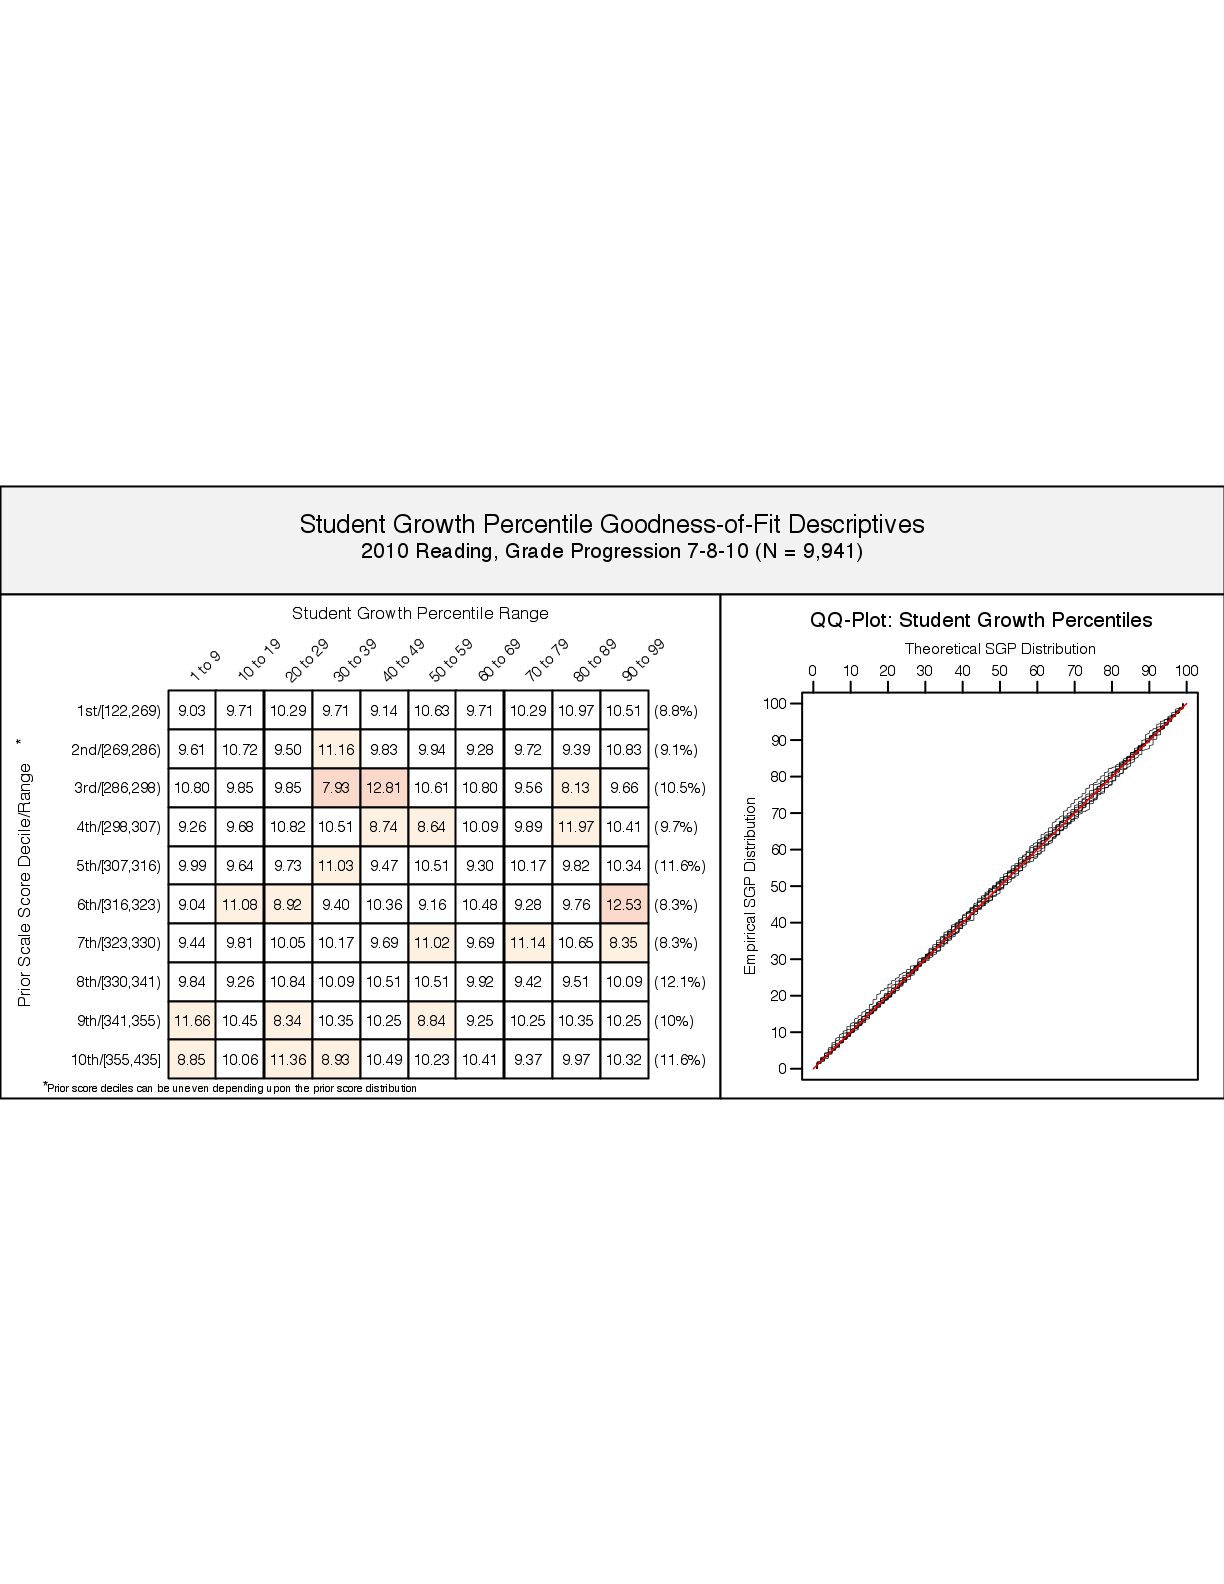 Student Growth Percentile Goodness-of-Fit Descriptives
2010 Reading, Grade Progression 7-8-10 (N = 9,941)
Student Growth Percentile Range
1 to 9 10 to 19 20 to 29 30 to 39 40 to 49 50 to 59 60 to 69 70 to 79 80 to 89 90 to 99
Prior Scale Score Decile/Range *
1st/[122,269) 9.03 9.71 10.29 9.71 9.14 10.63 9.71 10.29 10.97 10.51 (8.8%)
2nd/[269,286) 9.61 10.72 9.50 11.16 9.83 9.94 9.28 9.72 9.39 10.83 (9.1%)
3rd/[286,298) 10.80 9.85 9.85 7.93 12.81 10.61 10.80 9.56 8.13 9.66 (10.5%)
4th/[298,307) 9.26 9.68 10.82 10.51 8.74 8.64 10.09 9.89 11.97 10.41 (9.7%)
5th/[307,316) 9.99 9.64 9.73 11.03 9.47 10.51 9.30 10.17 9.82 10.34 (11.6%)
6th/[316,323) 9.04 11.08 8.92 9.40 10.36 9.16 10.48 9.28 9.76 12.53 (8.3%)
7th/[323,330) 9.44 9.81 10.05 10.17 9.69 11.02 9.69 11.14 10.65 8.35 (8.3%)
8th/[330,341) 9.84 9.26 10.84 10.09 10.51 10.51 9.92 9.42 9.51 10.09 (12.1%)
9th/[341,355) 11.66 10.45 8.34 10.35 10.25 8.84 9.25 10.25 10.35 10.25 (10%)
10th/[355,435] 8.85 10.06 11.36 8.93 10.49 10.23 10.41 9.37 9.97 10.32 (11.6%)
*Prior score deciles can be uneven depending upon the prior score distribution
QQ-Plot: Student Growth Percentiles
Theoretical SGP Distribution
0 10 20 30 40 50 60 70 80 90 100
Empirical SGP Distribution
100
90
80
70
60
50
40
30
20
10
0